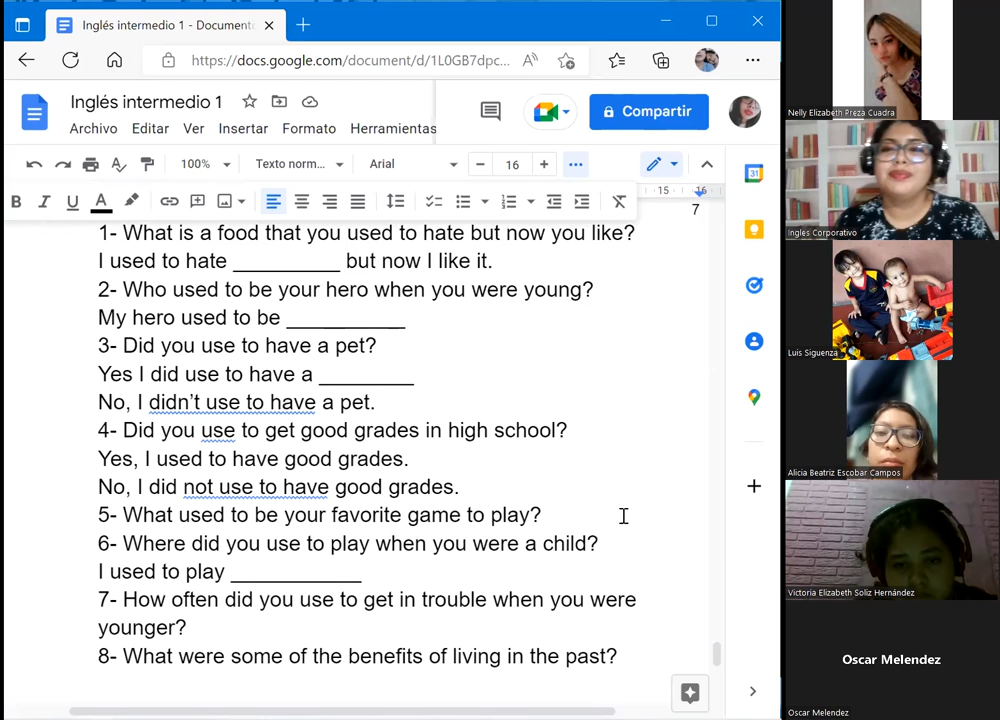 Inglés intermedio 1 - Documento
https://docs.google.com/document/d/1L0GB7dpc...
Inglés intermedio 1
Compartir
Archivo Editar Ver Insertar Formato Herramientas
100% Texto norm... Arial 16
15 16
7
1- What is a food that you used to hate but now you like?
I used to hate _________ but now I like it.
2- Who used to be your hero when you were young?
My hero used to be __________
3- Did you use to have a pet?
Yes I did use to have a ________
No, I didn't use to have a pet.
4- Did you use to get good grades in high school?
Yes, I used to have good grades.
No, I did not use to have good grades.
5- What used to be your favorite game to play?
6- Where did you use to play when you were a child?
I used to play ___________
7- How often did you use to get in trouble when you were
younger?
8- What were some of the benefits of living in the past?
31
Nelly Elizabeth Preza Cuadra
Ingles Corporativo
Luis Siguenza
Alicia Beatriz Escobar Campos
Victoria Elizabeth Soliz Hernández
Oscar Melendez
Oscar Melendez